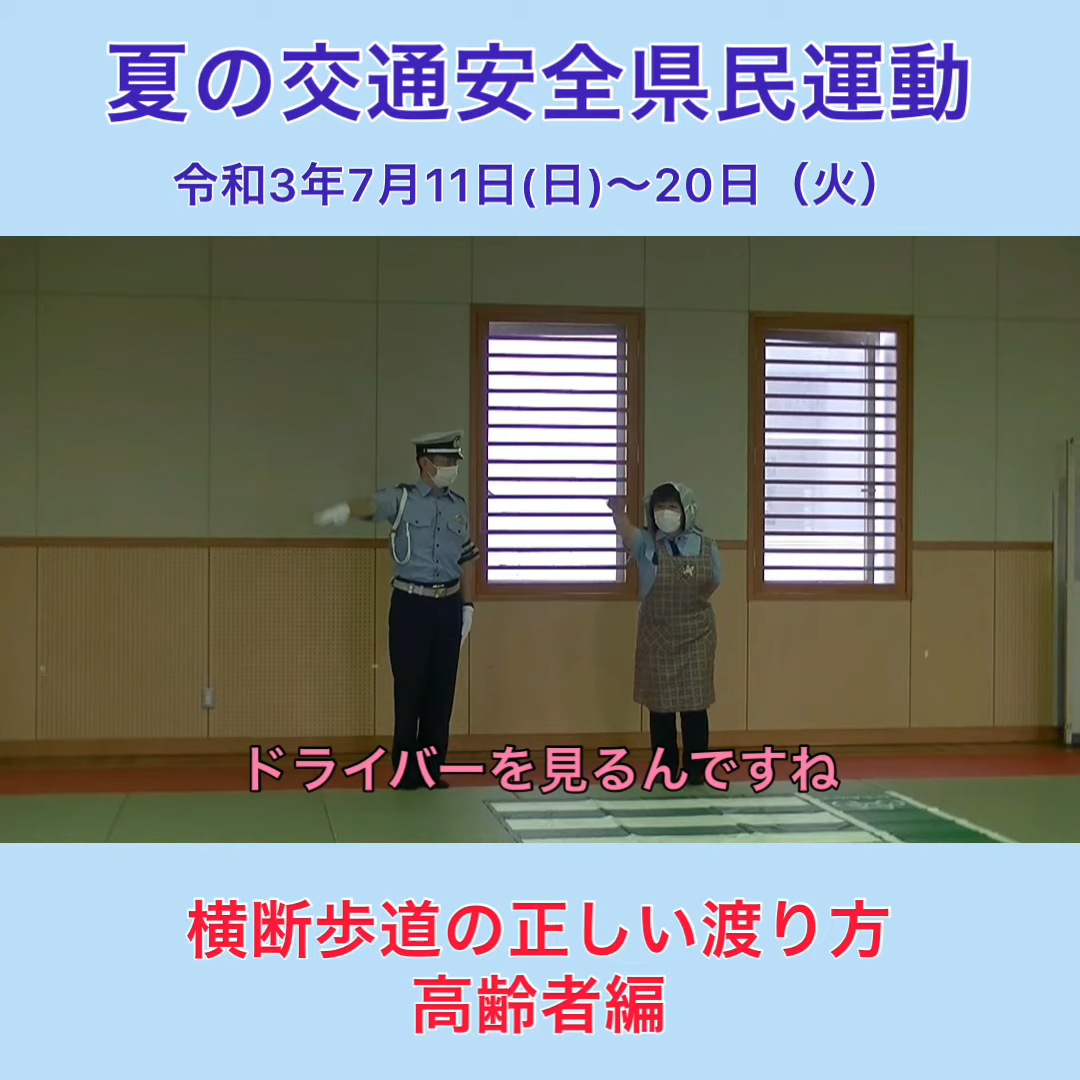 夏の交通安全県民運動
令和3年7月11日(日)～20日（火）
ドライバーを見るんですね
横断歩道の正しい渡り方
高齢者編